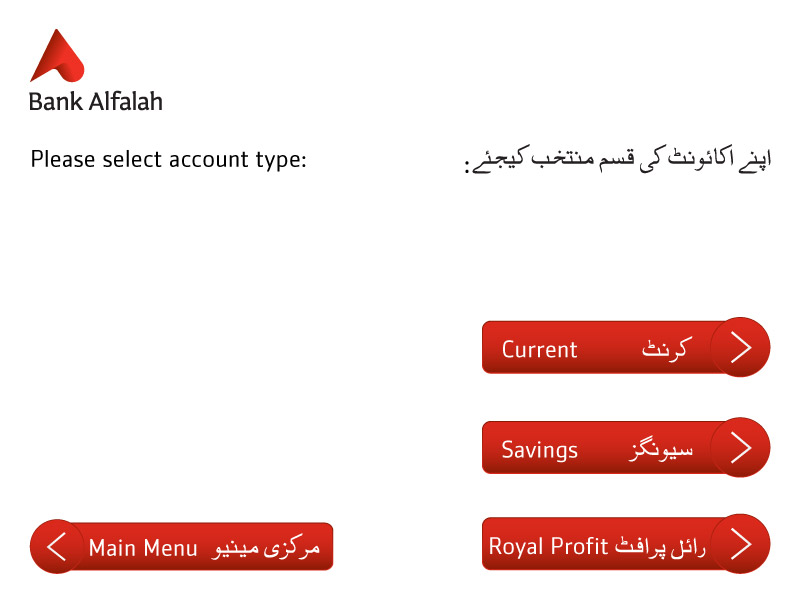 Bank Alfalah
Please select account type: اپنے اکائونٹ کی قسم منتخب کیجئے:
Current کرنٹ
Savings سیونگز
Main Menu مرکزی مینیو
Royal Profit رائل پرافٹ